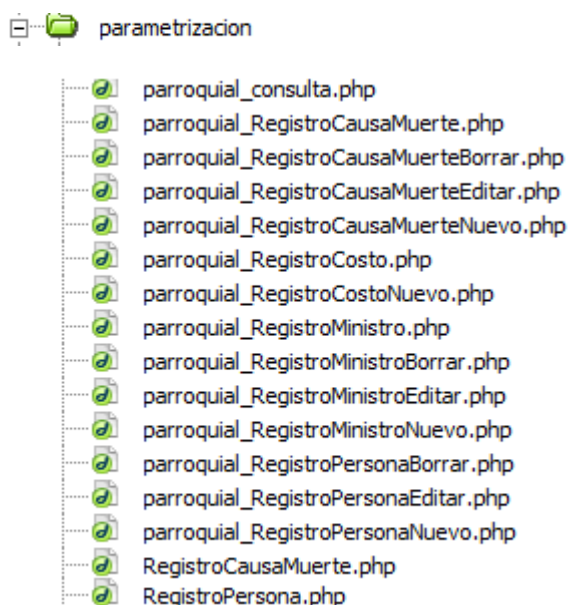 parametrizacion
parroquial_consulta.php
parroquial_RegistroCausaMuerte.php
parroquial_RegistroCausaMuerteBorrar.php
parroquial_RegistroCausaMuerteEditar.php
parroquial_RegistroCausaMuerteNuevo.php
parroquial_RegistroCosto.php
parroquial_RegistroCostoNuevo.php
parroquial_RegistroMinistro.php
parroquial_RegistroMinistroBorrar.php
parroquial_RegistroMinistroEditar.php
parroquial_RegistroMinistroNuevo.php
parroquial_RegistroPersonaBorrar.php
parroquial_RegistroPersonaEditar.php
parroquial_RegistroPersonaNuevo.php
RegistroCausaMuerte.php
RegistroPersona.php